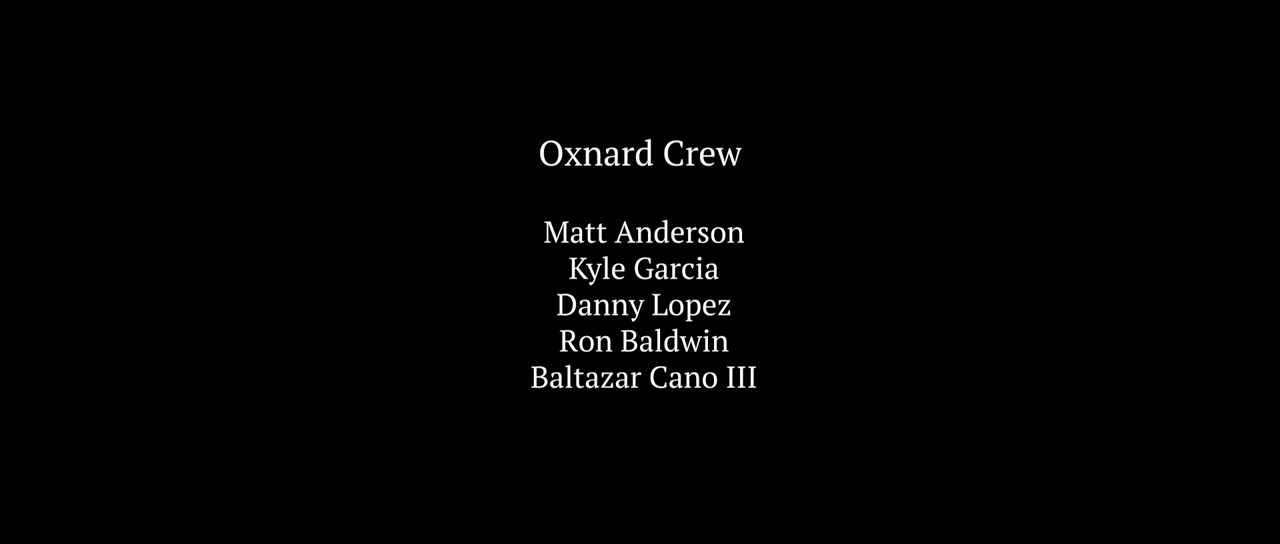 Oxnard Crew
Matt Anderson
Kyle Garcia
Danny Lopez
Ron Baldwin
Baltazar Cano III